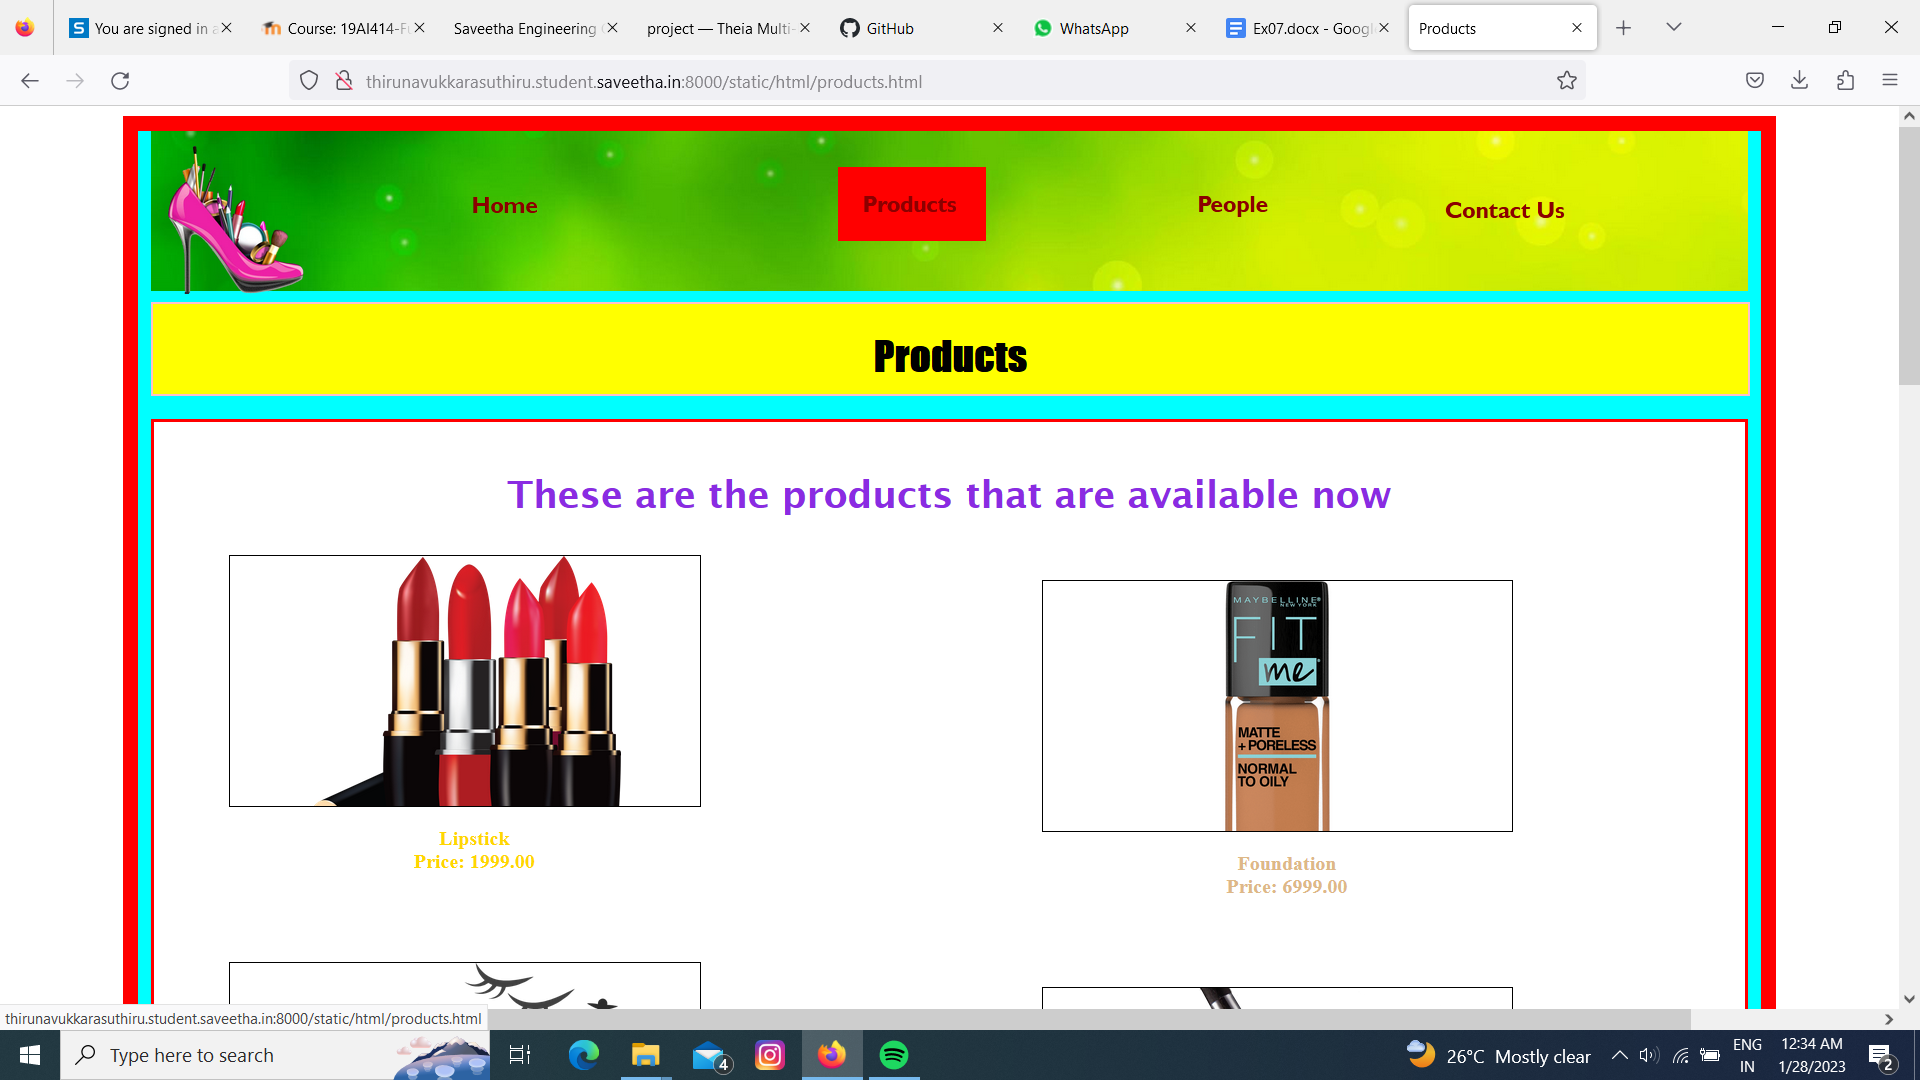 You are signed in a
Course: 19AI414-Fu
Saveetha Engineering
project — Theia Multi-
GitHub
WhatsApp
Ex07.docx - Google
Products
thirunavukkarasuthiru.student.saveetha.in:8000/static/html/products.html
Home
Products
People
Contact Us
Products
These are the products that are available now
MAYBELLINE
NEW YORK
FIT
me
MATTE
+ PORELESS
NORMAL
TO OILY
Lipstick
Price: 1999.00
Foundation
Price: 6999.00
thirunavukkarasuthiru.student.saveetha.in:8000/static/html/products.html
Type here to search
4
26°C Mostly clear
ENG
IN
12:34 AM
1/28/2023
2